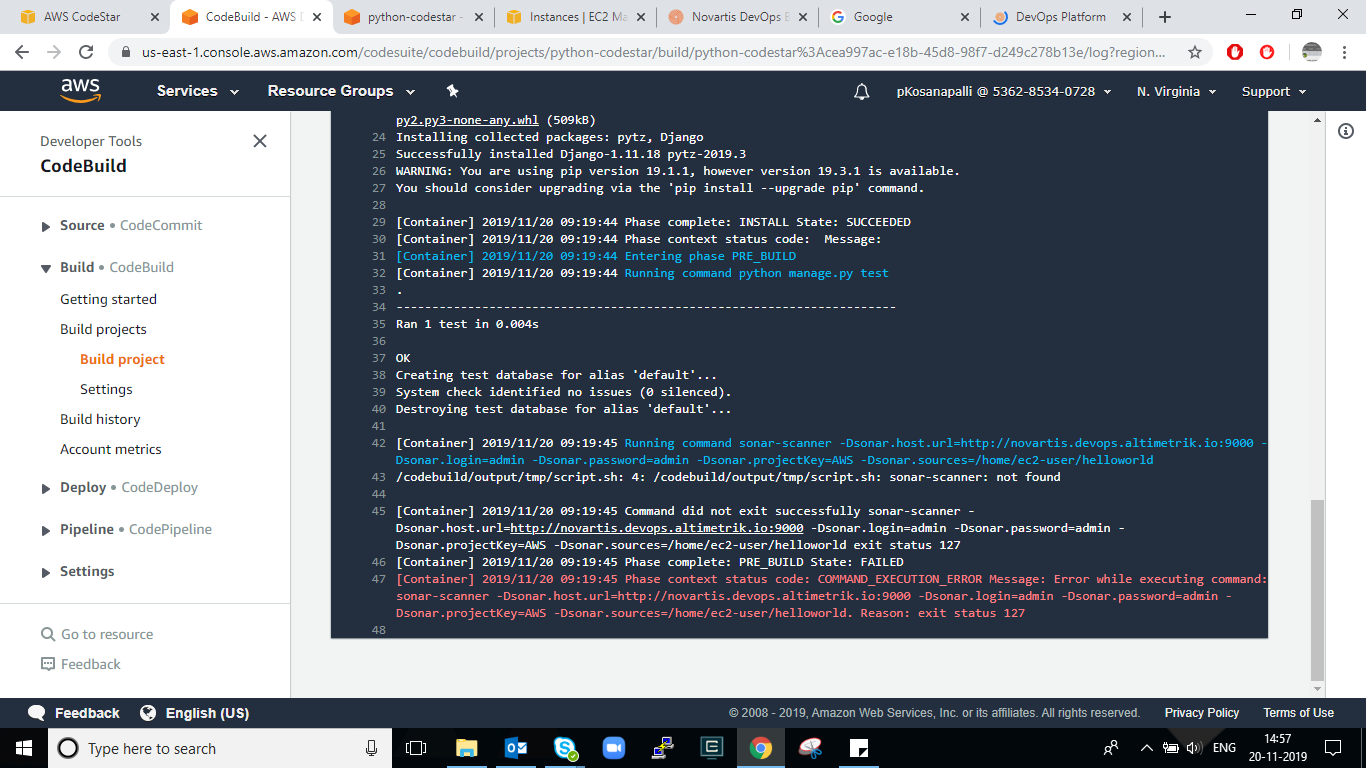 AWS CodeStar
CodeBuild - AWS D
python-codestar -
Instances | EC2 Ma
Novartis DevOps E
Google
DevOps Platform
us-east-1.console.aws.amazon.com/codesuite/codebuild/projects/python-codestar/build/python-codestar%3Acea997ac-e18b-45d8-98f7-d249c278b13e/log?region...
aws
Services
Resource Groups
pKosanapalli @ 5362-8534-0728
N. Virginia
Support
Developer Tools
CodeBuild
Source • CodeCommit
Build • CodeBuild
Getting started
Build projects
Build project
Settings
Build history
Account metrics
Deploy • CodeDeploy
Pipeline • CodePipeline
Settings
Go to resource
Feedback
py2.py3-none-any.whl (509kB)
24 Installing collected packages: pytz, Django
25 Successfully installed Django-1.11.18 pytz-2019.3
26 WARNING: You are using pip version 19.1.1, however version 19.3.1 is available.
27 You should consider upgrading via the 'pip install --upgrade pip' command.
28
29 [Container] 2019/11/20 09:19:44 Phase complete: INSTALL State: SUCCEEDED
30 [Container] 2019/11/20 09:19:44 Phase context status code:  Message:
31 [Container] 2019/11/20 09:19:44 Entering phase PRE_BUILD
32 [Container] 2019/11/20 09:19:44 Running command python manage.py test
33 .
34 ----------------------------------------------------------------------
35 Ran 1 test in 0.004s
36
37 OK
38 Creating test database for alias 'default'...
39 System check identified no issues (0 silenced).
40 Destroying test database for alias 'default'...
41
42 [Container] 2019/11/20 09:19:45 Running command sonar-scanner -Dsonar.host.url=http://novartis.devops.altimetrik.io:9000 -
Dsonar.login=admin -Dsonar.password=admin -Dsonar.projectKey=AWS -Dsonar.sources=/home/ec2-user/helloworld
43 /codebuild/output/tmp/script.sh: 4: /codebuild/output/tmp/script.sh: sonar-scanner: not found
44
45 [Container] 2019/11/20 09:19:45 Command did not exit successfully sonar-scanner -
Dsonar.host.url=http://novartis.devops.altimetrik.io:9000 -Dsonar.login=admin -Dsonar.password=admin -
Dsonar.projectKey=AWS -Dsonar.sources=/home/ec2-user/helloworld exit status 127
46 [Container] 2019/11/20 09:19:45 Phase complete: PRE_BUILD State: FAILED
47 [Container] 2019/11/20 09:19:45 Phase context status code: COMMAND_EXECUTION_ERROR Message: Error while executing command:
sonar-scanner -Dsonar.host.url=http://novartis.devops.altimetrik.io:9000 -Dsonar.login=admin -Dsonar.password=admin -
Dsonar.projectKey=AWS -Dsonar.sources=/home/ec2-user/helloworld. Reason: exit status 127
48
Feedback
English (US)
© 2008 - 2019, Amazon Web Services, Inc. or its affiliates. All rights reserved.
Privacy Policy
Terms of Use
Type here to search
ENG
14:57
20-11-2019